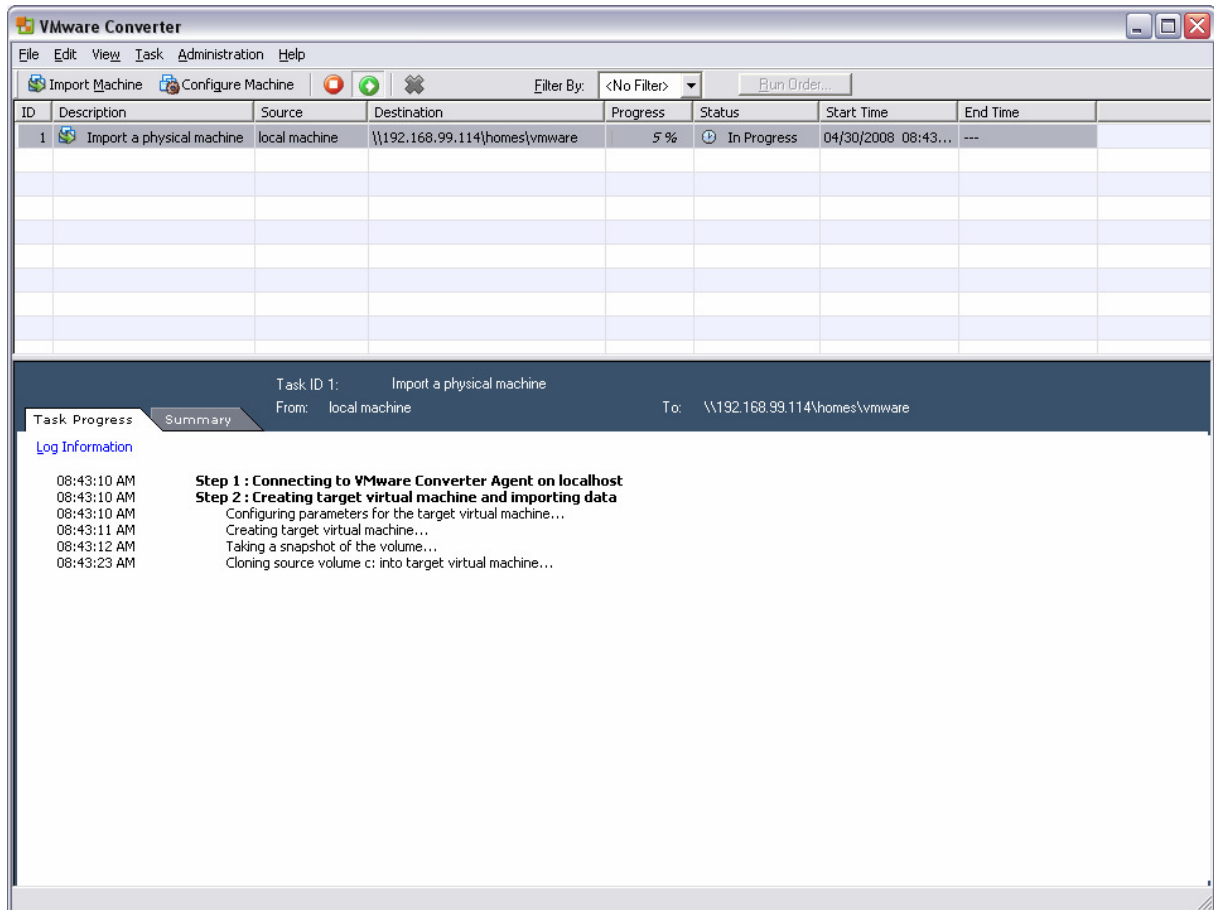 VMware Converter
File Edit View Task Administration Help
Import Machine Configure Machine Filter By: <No Filter> Run Order...
ID Description Source Destination Progress Status Start Time End Time
1 Import a physical machine local machine \\192.168.99.114\homes\vmware 5 % In Progress 04/30/2008 08:43... ---
Task ID 1: Import a physical machine
From: local machine To: \\192.168.99.114\homes\vmware
Task Progress Summary
Log Information
08:43:10 AM Step 1 : Connecting to VMware Converter Agent on localhost
08:43:10 AM Step 2 : Creating target virtual machine and importing data
08:43:10 AM Configuring parameters for the target virtual machine...
08:43:11 AM Creating target virtual machine...
08:43:12 AM Taking a snapshot of the volume...
08:43:23 AM Cloning source volume c: into target virtual machine...